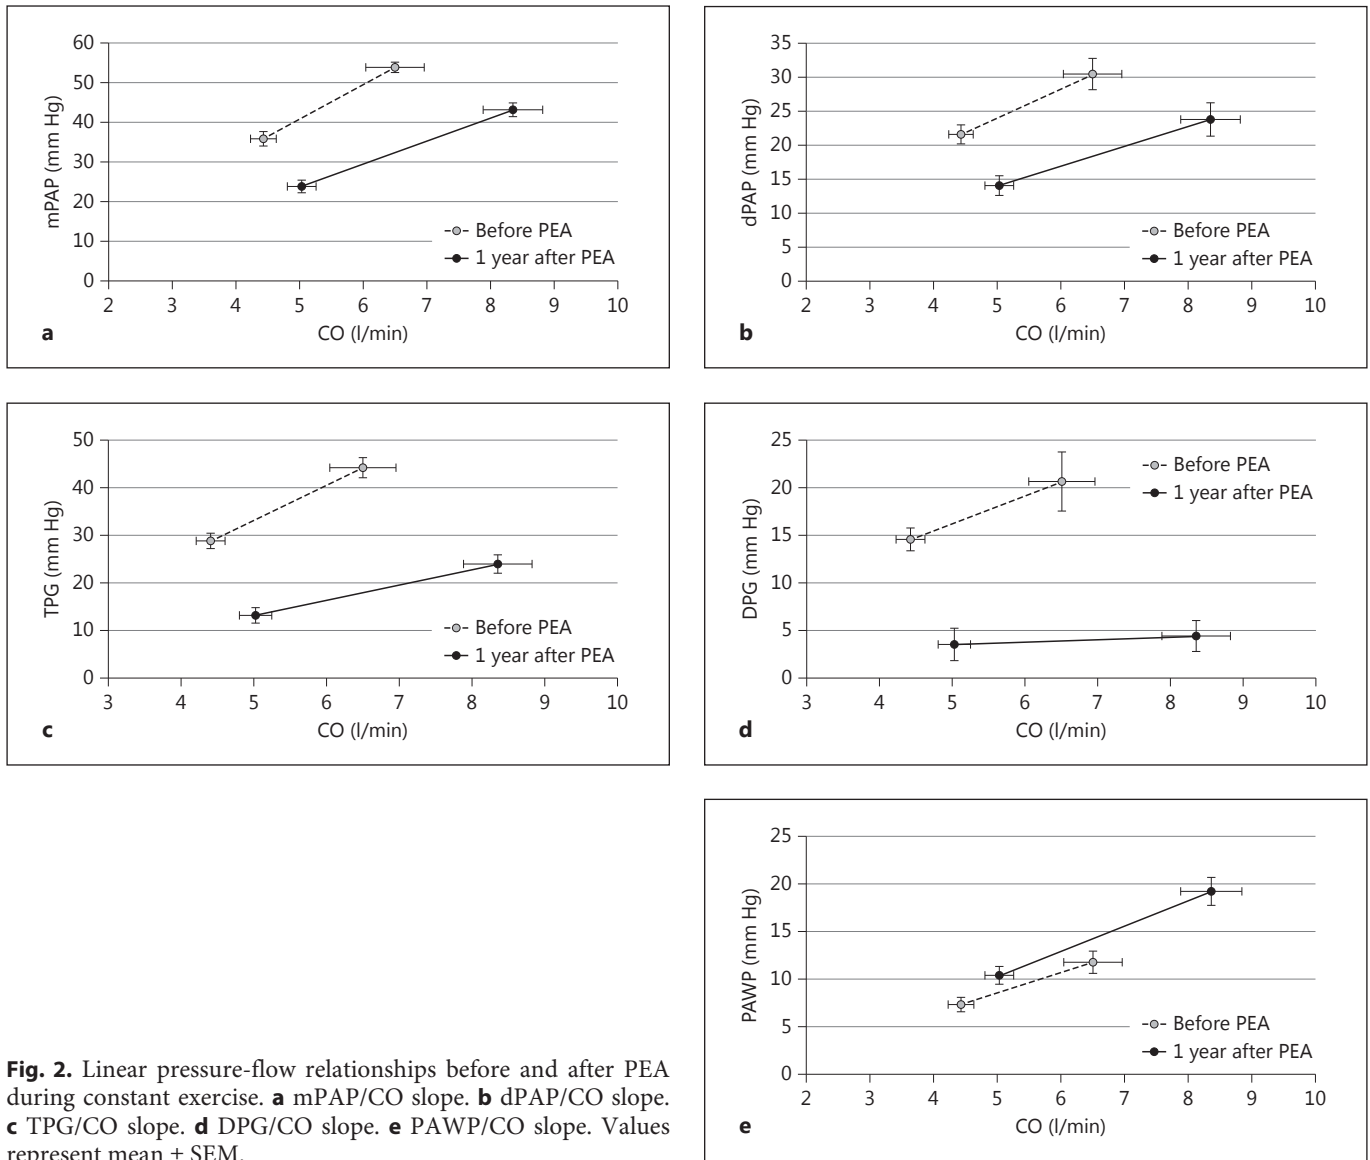 60
50
40
30
20
10
0
mPAP (mm Hg)
Before PEA
1 year after PEA
2 3 4 5 6 7 8 9 10
CO (l/min)
a
35
30
25
20
15
10
5
0
dPAP (mm Hg)
Before PEA
1 year after PEA
2 3 4 5 6 7 8 9 10
CO (l/min)
b
50
40
30
20
10
0
TPG (mm Hg)
Before PEA
1 year after PEA
3 4 5 6 7 8 9 10
CO (l/min)
c
25
20
15
10
5
0
DPG (mm Hg)
Before PEA
1 year after PEA
3 4 5 6 7 8 9 10
CO (l/min)
d
25
20
15
10
5
0
PAWP (mm Hg)
Before PEA
1 year after PEA
2 3 4 5 6 7 8 9 10
CO (l/min)
e
Fig. 2. Linear pressure-flow relationships before and after PEA
during constant exercise. a mPAP/CO slope. b dPAP/CO slope.
c TPG/CO slope. d DPG/CO slope. e PAWP/CO slope. Values
represent mean ± SEM.